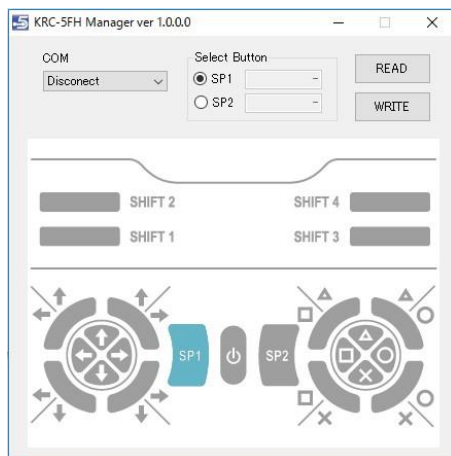 KRC-5FH Manager ver 1.0.0.0
COM
Disconect
Select Button
SP1 -
SP2 -
READ
WRITE
SHIFT 2
SHIFT 4
SHIFT 1
SHIFT 3
SP1
SP2